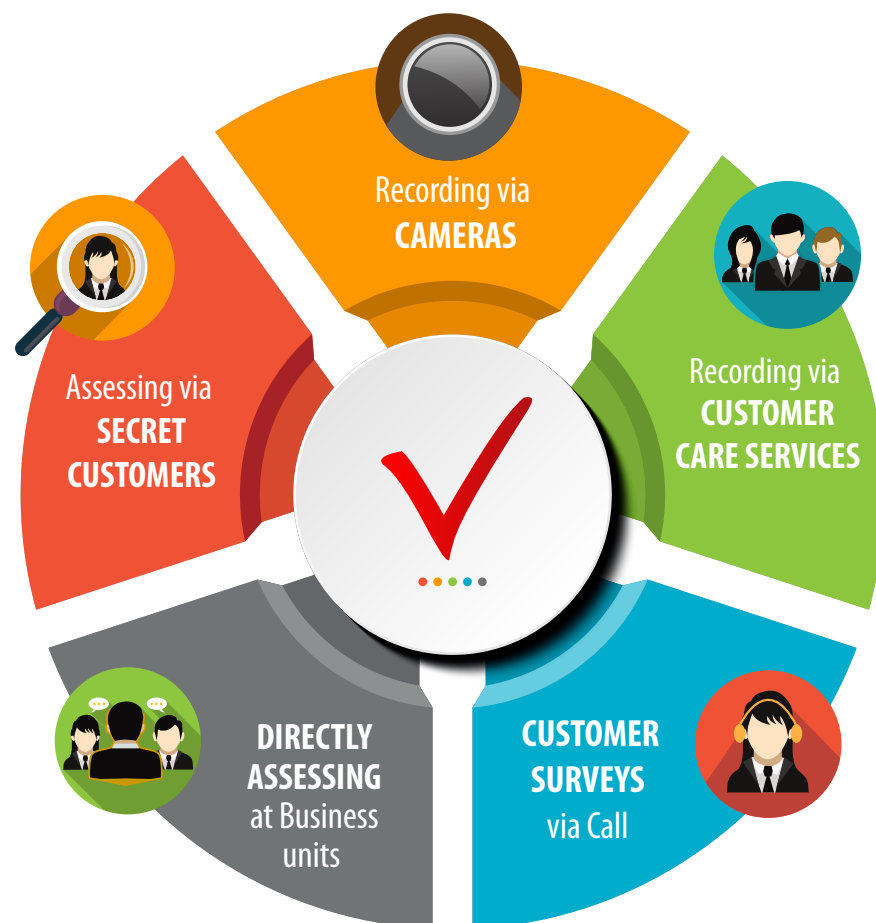 Recording via
CAMERAS
Recording via
CUSTOMER
CARE SERVICES
CUSTOMER
SURVEYS
via Call
DIRECTLY
ASSESSING
at Business
units
Assessing via
SECRET
CUSTOMERS